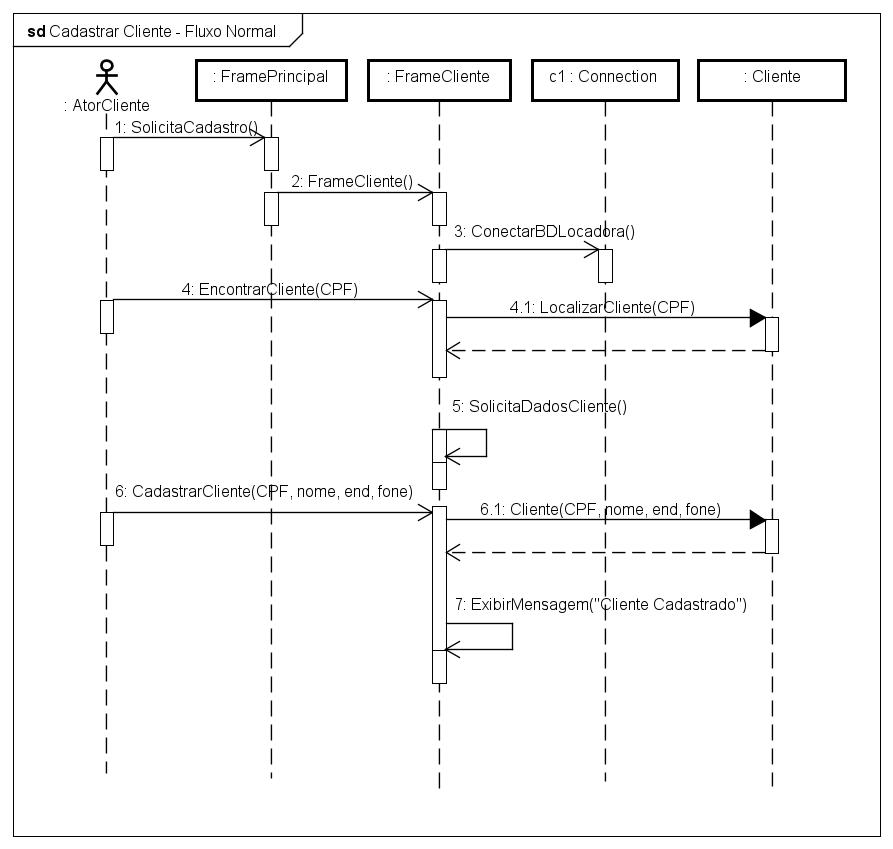 sd Cadastrar Cliente - Fluxo Normal
: AtorCliente
: FramePrincipal
: FrameCliente
c1 : Connection
: Cliente
1: SolicitaCadastro()
2: FrameCliente()
3: ConectarBDLocadora()
4: EncontrarCliente(CPF)
4.1: LocalizarCliente(CPF)
5: SolicitaDadosCliente()
6: CadastrarCliente(CPF, nome, end, fone)
6.1: Cliente(CPF, nome, end, fone)
7: ExibirMensagem("Cliente Cadastrado")